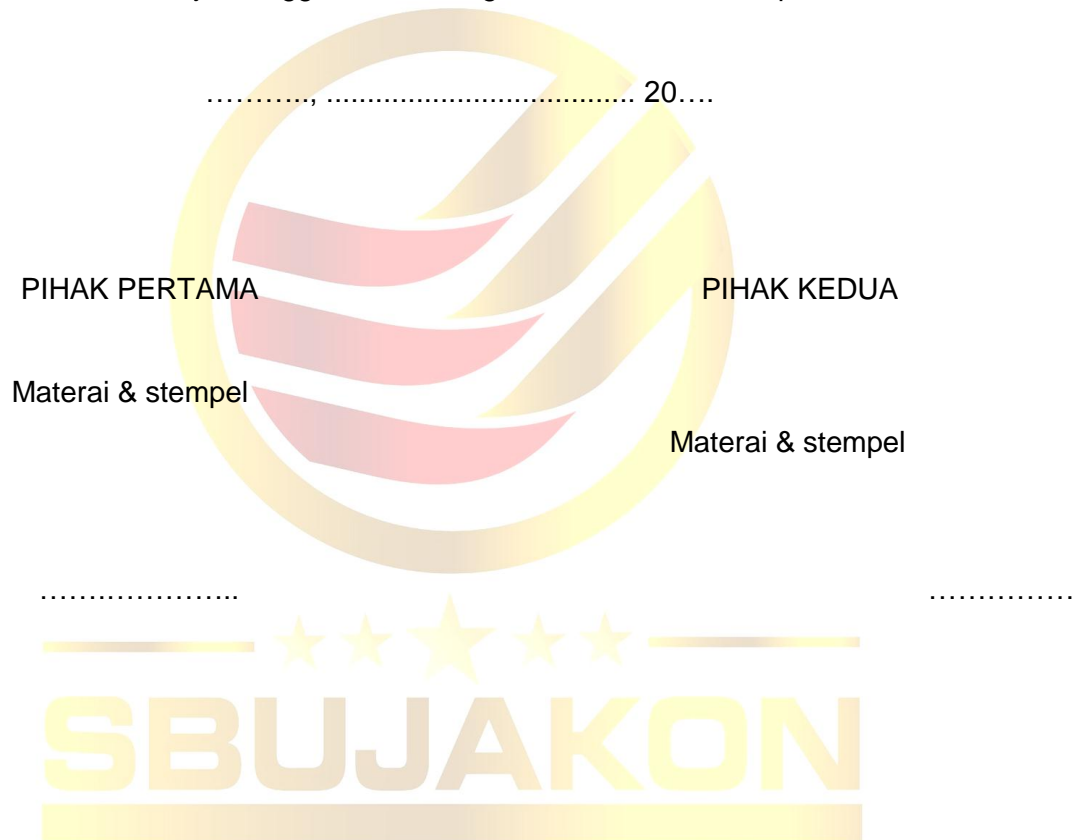 ………..., ...................................... 20….
PIHAK PERTAMA PIHAK KEDUA
Materai & stempel
Materai & stempel
………………….. ……………
SBUJAKON